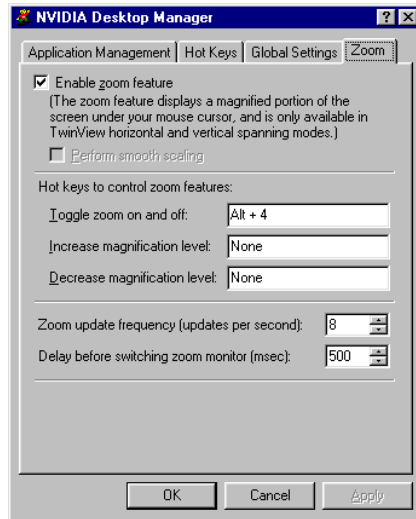 NVIDIA Desktop Manager
Application Management Hot Keys Global Settings Zoom
Enable zoom feature
(The zoom feature displays a magnified portion of the
screen under your mouse cursor, and is only available in
TwinView horizontal and vertical spanning modes.)
Perform smooth scaling
Hot keys to control zoom features:
Toggle zoom on and off: Alt + 4
Increase magnification level: None
Decrease magnification level: None
Zoom update frequency (updates per second): 8
Delay before switching zoom monitor (msec): 500
OK Cancel Apply